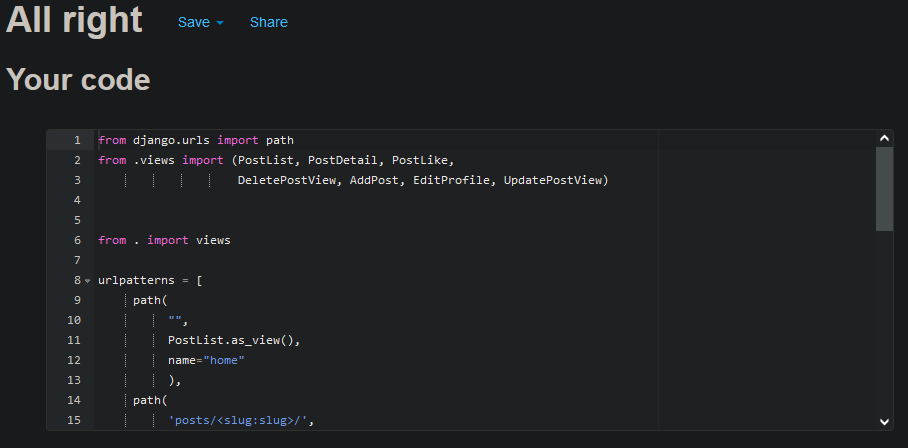 All right
Save
Share
Your code
1 from django.urls import path
2 from .views import (PostList, PostDetail, PostLike,
3 DeletePostView, AddPost, EditProfile, UpdatePostView)
4
5
6 from . import views
7
8 urlpatterns = [
9 path(
10 "",
11 PostList.as_view(),
12 name="home"
13 ),
14 path(
15 'posts/<slug:slug>/',